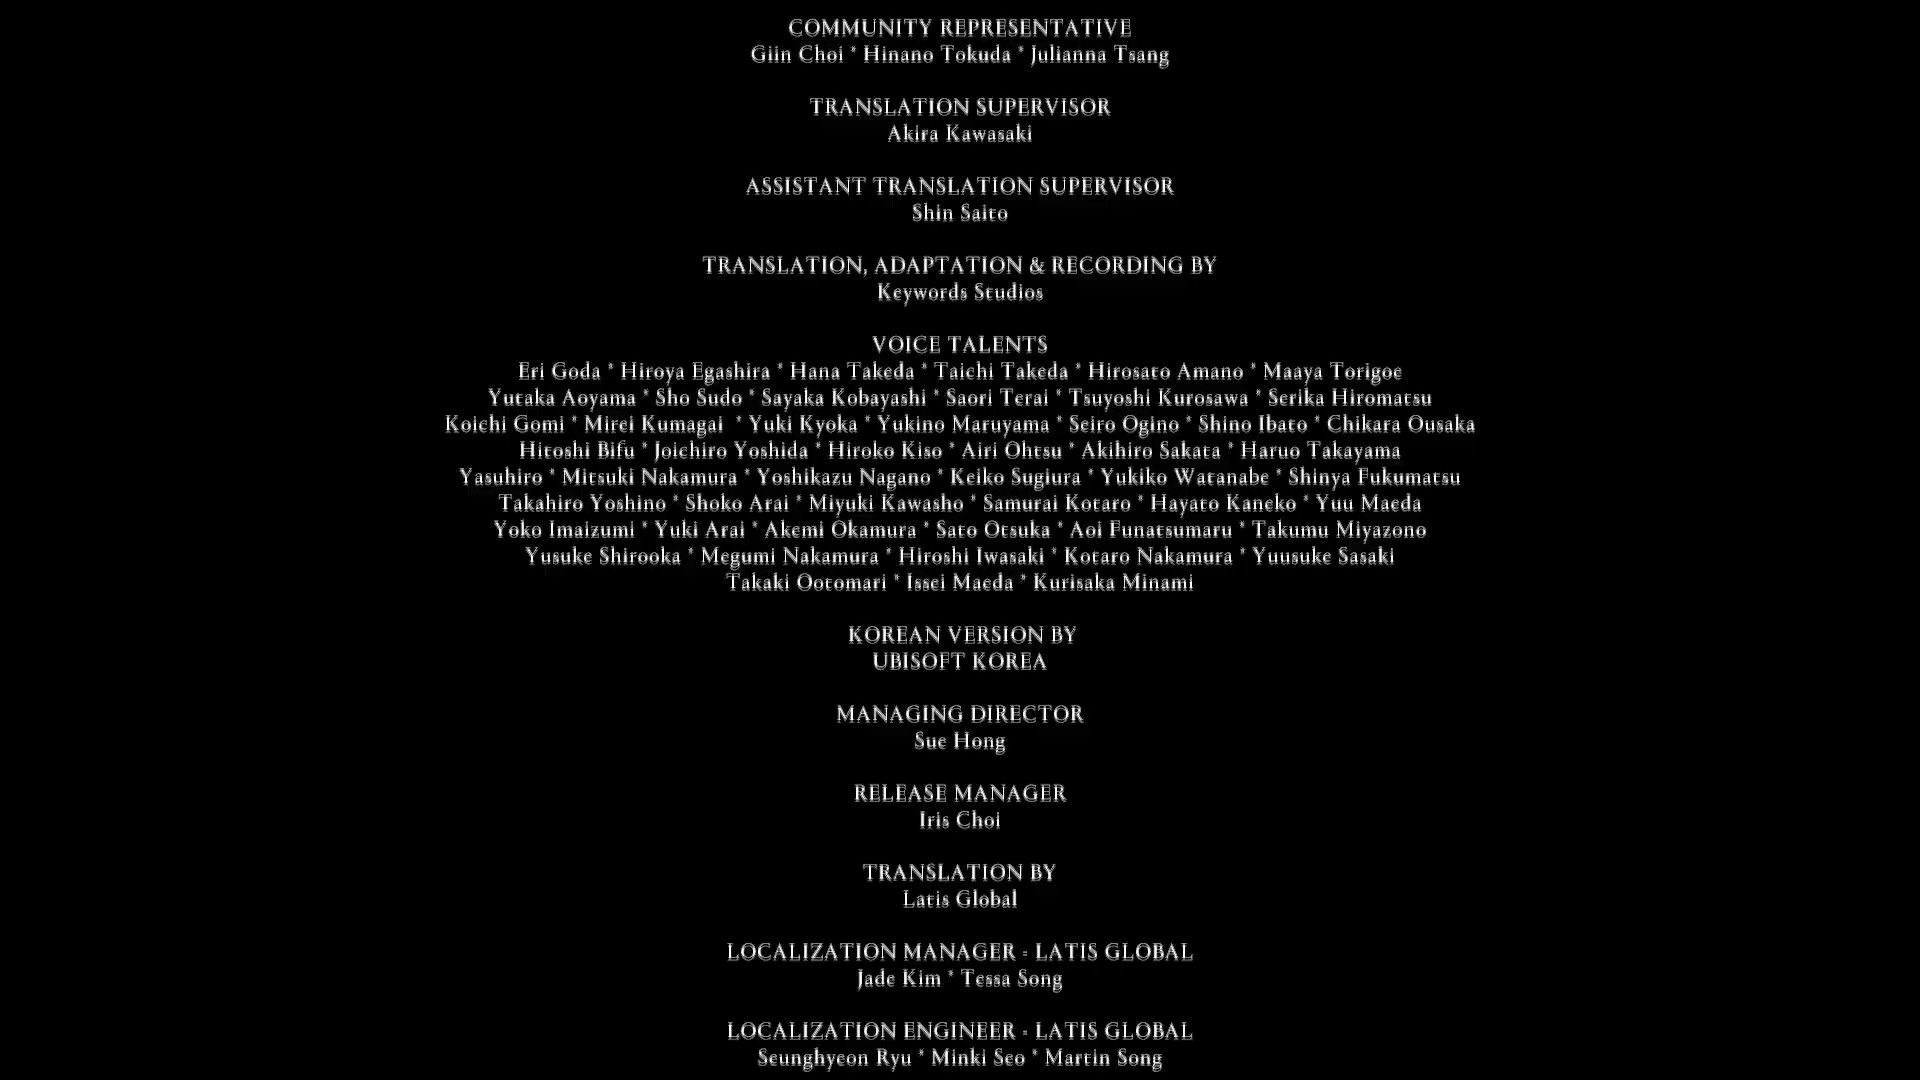 COMMUNITY REPRESENTATIVE
Giin Choi * Hinano Tokuda * Julianna Tsang
TRANSLATION SUPERVISOR
Akira Kawasaki
ASSISTANT TRANSLATION SUPERVISOR
Shin Saito
TRANSLATION, ADAPTATION & RECORDING BY
Keywords Studios
VOICE TALENTS
Eri Goda * Hiroya Egashira * Hana Takeda * Taichi Takeda * Hirosato Amano * Maaya Torigoe
Yutaka Aoyama * Sho Sudo * Sayaka Kobayashi * Saori Terai * Tsuyoshi Kurosawa * Serika Hiromatsu
Koichi Gomi * Mirei Kumagai * Yuki Kyoka * Yukino Maruyama * Seiro Ogino * Shino Ibato * Chikara Ousaka
Hitoshi Bifu * Joichiro Yoshida * Hiroko Kiso * Airi Ohtsu * Akihiro Sakata * Haruo Takayama
Yasuhiro * Mitsuki Nakamura * Yoshikazu Nagano * Keiko Sugiura * Yukiko Watanabe * Shinya Fukumatsu
Takahiro Yoshino * Shoko Arai * Miyuki Kawasho * Samurai Kotaro * Hayato Kaneko * Yuu Maeda
Yoko Imaizumi * Yuki Arai * Akemi Okamura * Sato Otsuka * Aoi Funatsumaru * Takumu Miyazono
Yusuke Shirooka * Megumi Nakamura * Hiroshi Iwasaki * Kotaro Nakamura * Yuusuke Sasaki
Takaki Ootomari * Issei Maeda * Kurisaka Minami
KOREAN VERSION BY
UBISOFT KOREA
MANAGING DIRECTOR
Sue Hong
RELEASE MANAGER
Iris Choi
TRANSLATION BY
Latis Global
LOCALIZATION MANAGER - LATIS GLOBAL
Jade Kim * Tessa Song
LOCALIZATION ENGINEER - LATIS GLOBAL
Seunghyeon Ryu * Minki Seo * Martin Song